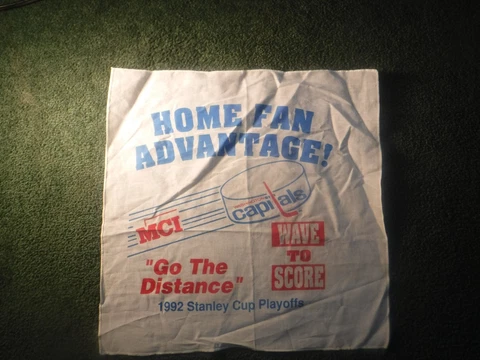 HOME FAN
ADVANTAGE!
capitals
MCI
WAVE
TO
SCORE
"Go The
Distance"
1992 Stanley Cup Playoffs